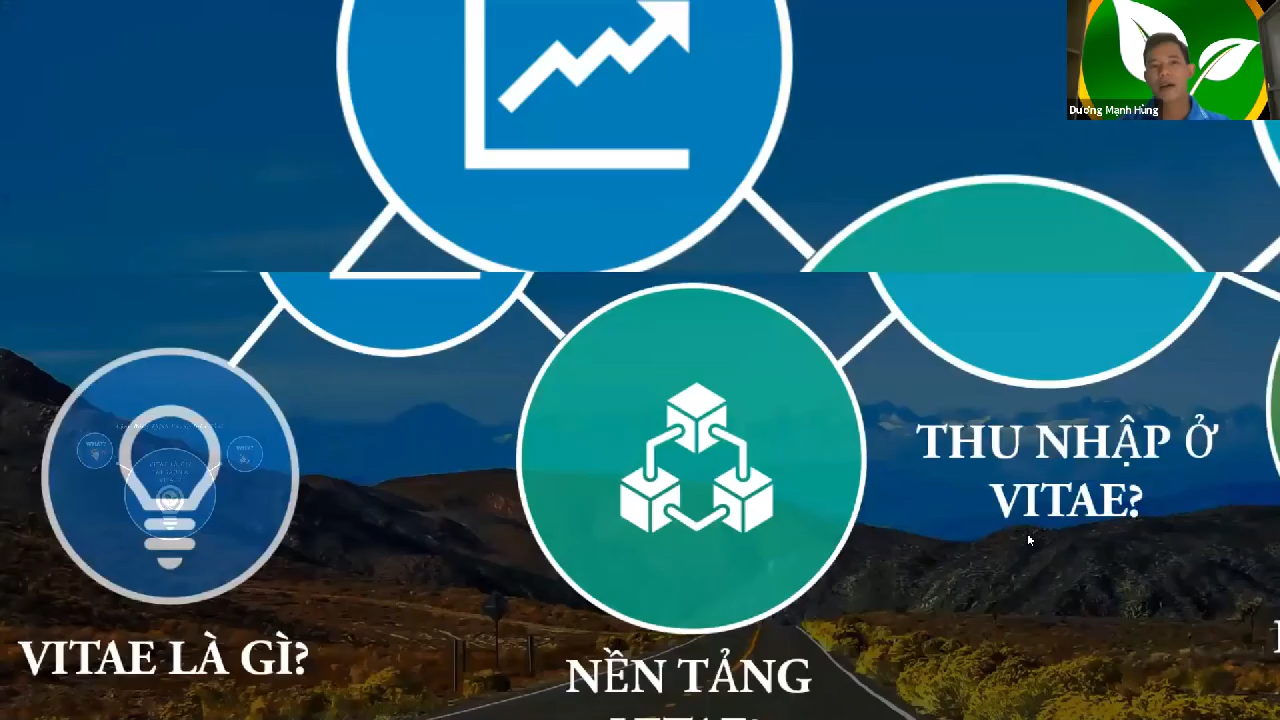 Dương Mạnh Hùng
THU NHẬP Ở
VITAE?
VITAE LÀ GÌ?
NỀN TẢNG